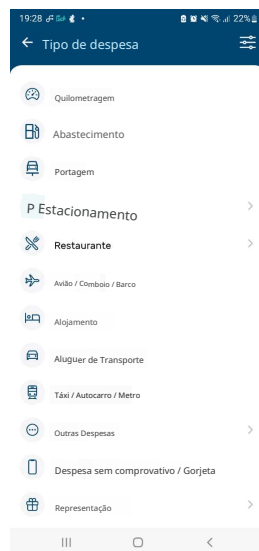 19:28
22%
Tipo de despesa
Quilometragem
Abastecimento
Portagem
P Estacionamento
Restaurante
Avião / Comboio / Barco
Alojamento
Aluguer de Transporte
Táxi / Autocarro / Metro
Outras Despesas
Despesa sem comprovativo / Gorjeta
Representação